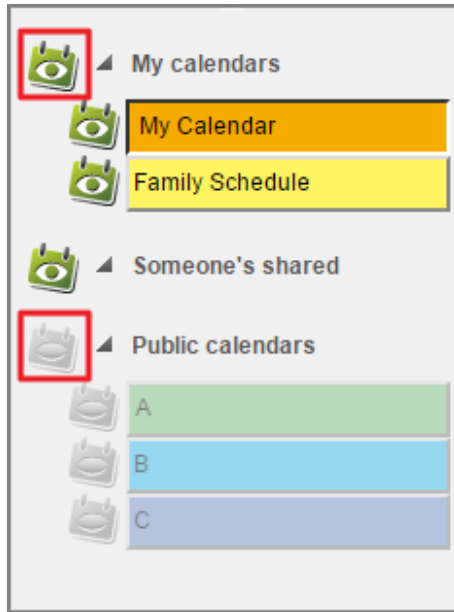 My calendars
My Calendar
Family Schedule
Someone's shared
Public calendars
A
B
C